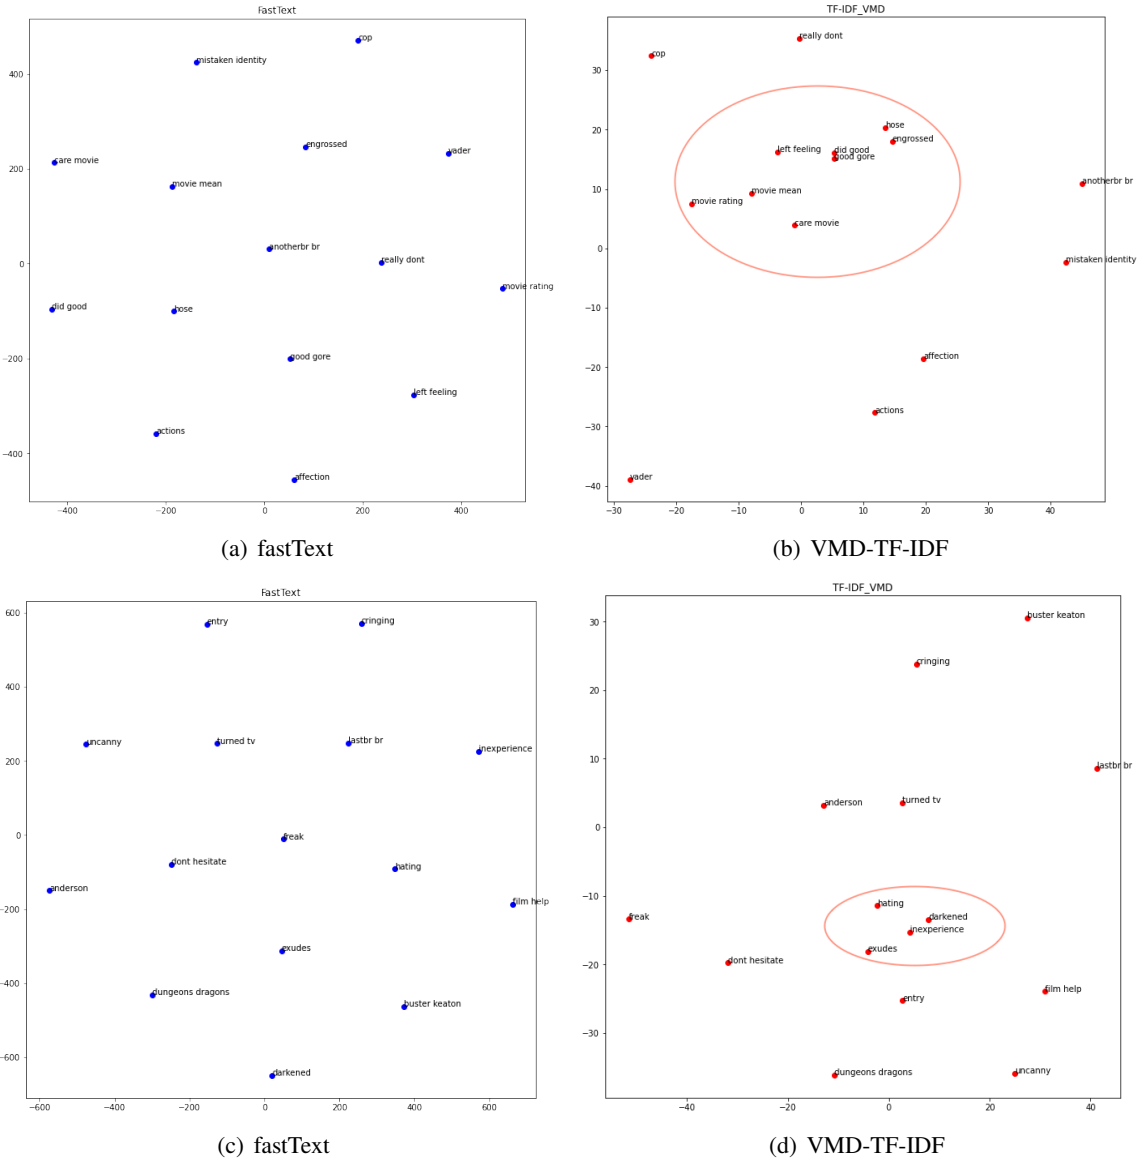 FastText
cop
mistaken identity
400
engrossed
vader
care movie
200
movie mean
anotherbr br
0
really dont
movie rating
did good
hose
−200
good gore
left feeling
actions
−400
affection
−400 −200 0 200 400
(a) fastText
TF-IDF_VMD
really dont
cop
30
20
hose
engrossed
left feeling
did good
good gore
anotherbr br
10
movie mean
movie rating
care movie
0
mistaken identity
−10
affection
−20
actions
−30
vader
−40
−30 −20 −10 0 10 20 30 40
(b) VMD-TF-IDF
FastText
600
entry
cringing
400
uncanny
turned tv
lastbr br
inexperience
200
0
freak
dont hesitate
hating
anderson
film help
−200
exudes
−400
dungeons dragons
buster keaton
−600
darkened
−600 −400 −200 0 200 400 600
(c) fastText
TF-IDF_VMD
30
buster keaton
cringing
20
10
lastbr br
anderson
turned tv
0
−10
hating
freak
darkened
inexperience
exudes
dont hesitate
−20
film help
entry
−30
dungeons dragons
uncanny
−40 −20 0 20 40
(d) VMD-TF-IDF